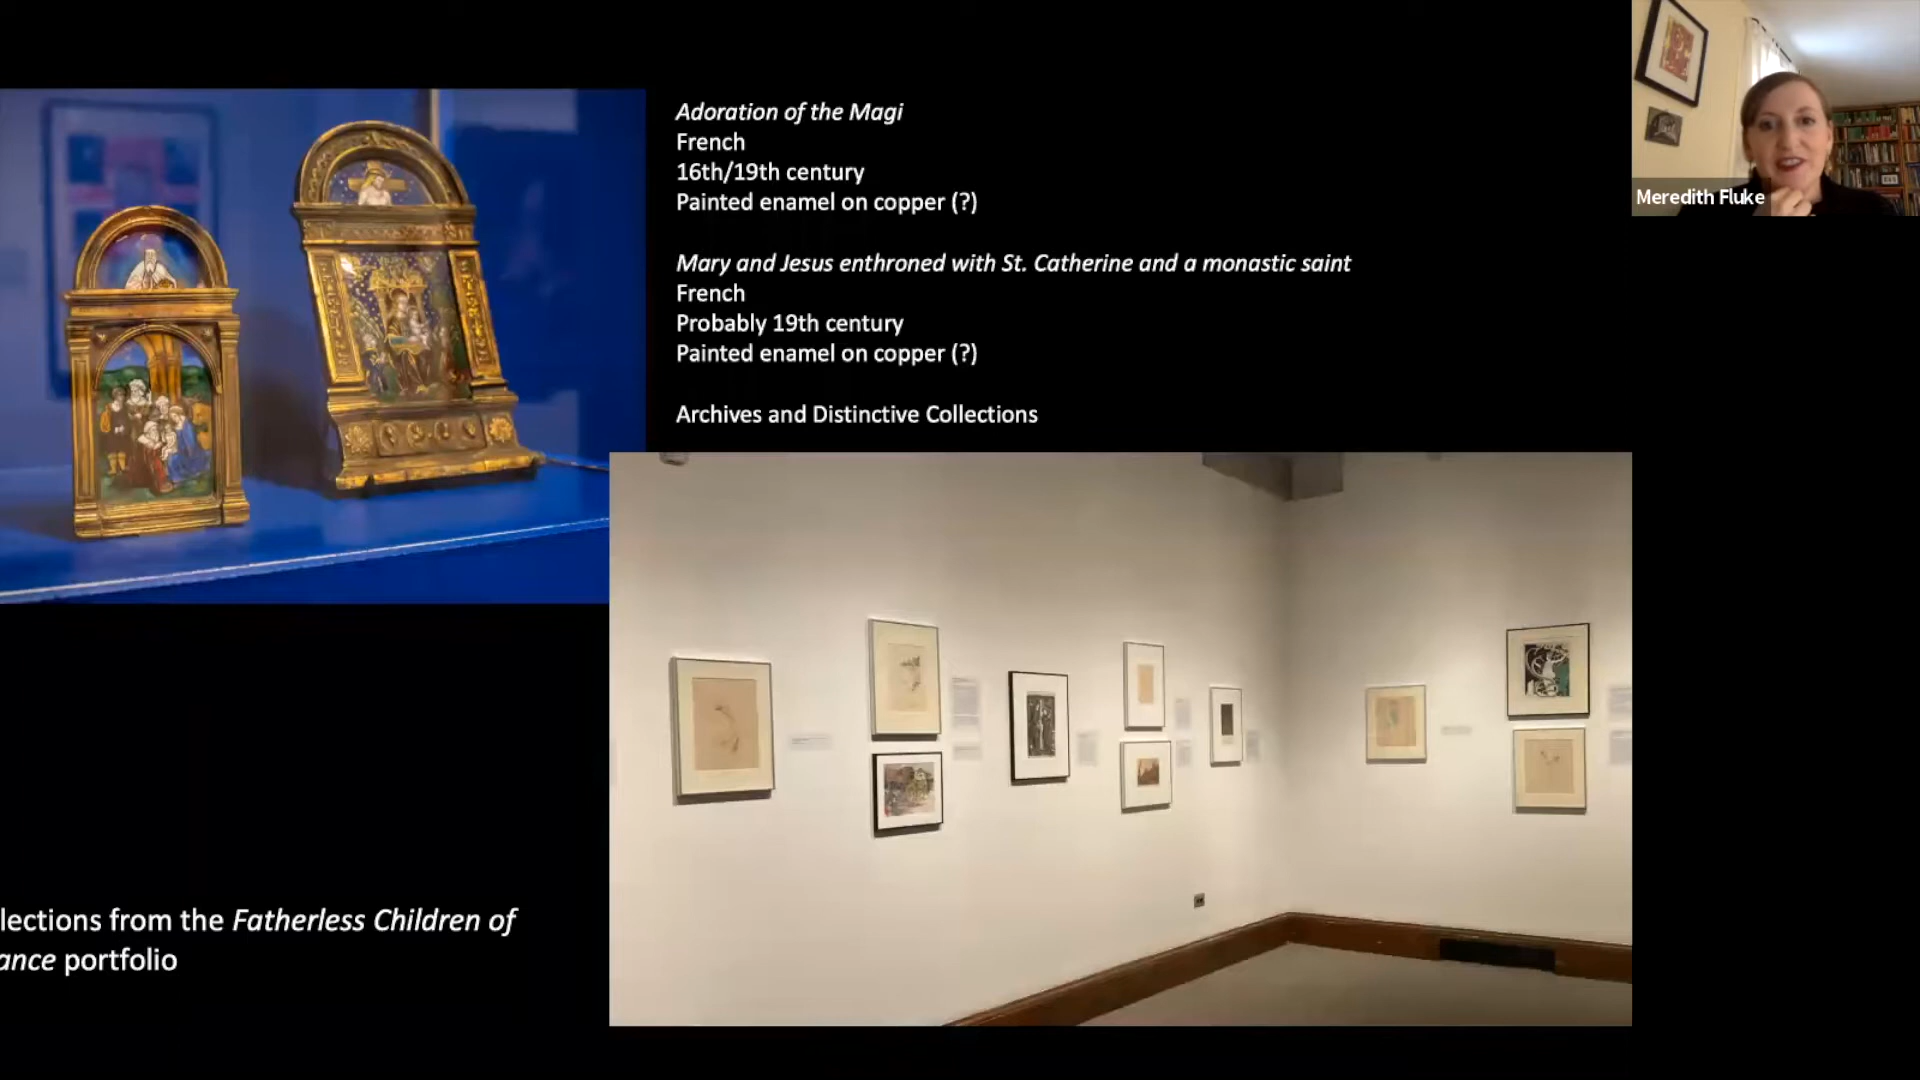 Adoration of the Magi
French
16th/19th century
Painted enamel on copper (?)
Mary and Jesus enthroned with St. Catherine and a monastic saint
French
Probably 19th century
Painted enamel on copper (?)
Archives and Distinctive Collections
lections from the Fatherless Children of
ance portfolio
Meredith Fluke